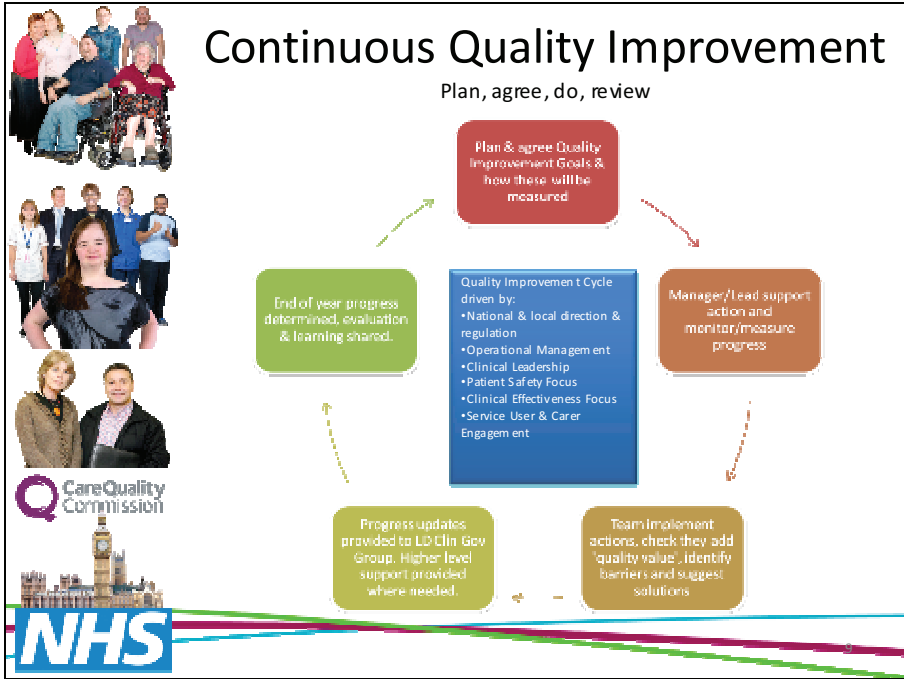 Continuous Quality Improvement
Plan, agree, do, review
Plan & agree Quality
Improvement Goals &
how these will be
measured
Manager/Lead support
action and
monitor/measure
progress
Team implement
actions, check they add
"quality value", identify
barriers and suggest
solutions
Progress updates
provided to LD Clin Gov
Group. Higher level
support provided
where needed.
End of year progress
determined, evaluation
& learning shared.
Quality Improvement Cycle
driven by:
•National & local direction &
regulation
•Operational Management
•Clinical Leadership
•Patient Safety Focus
•Clinical Effectiveness Focus
•Service User & Carer
Engagement
CareQuality
Commission
NHS
9